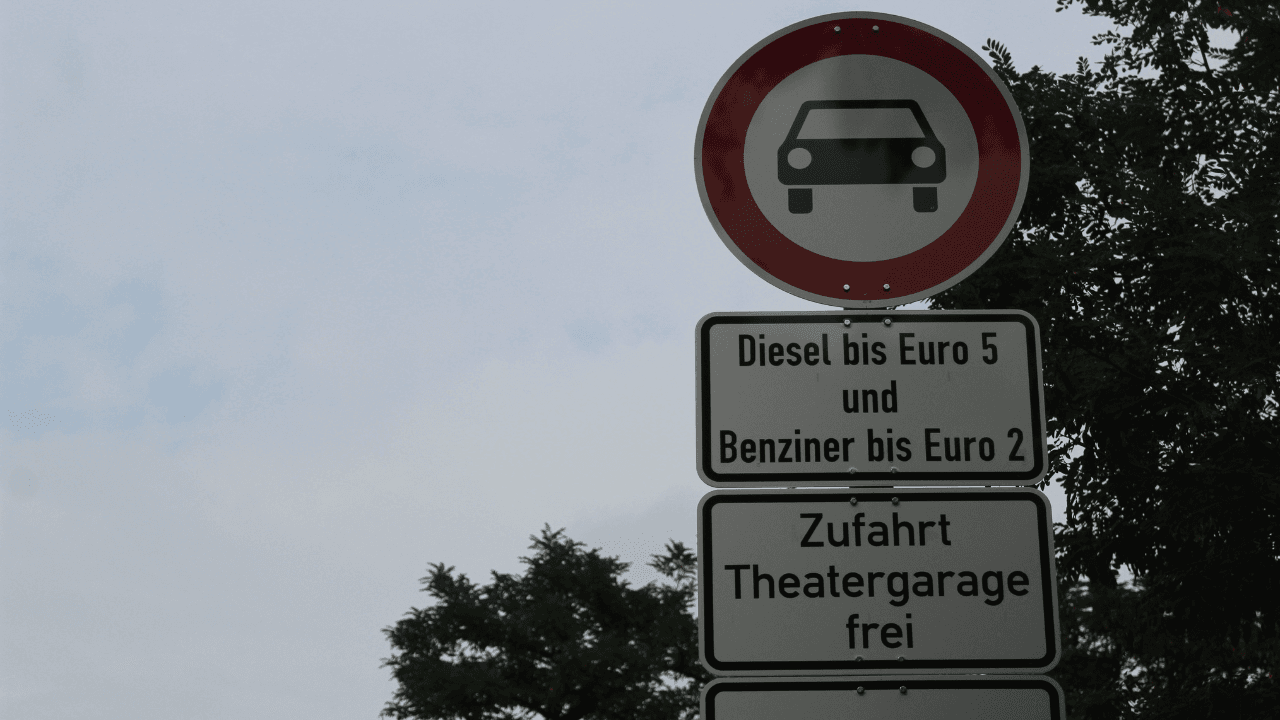 Diesel bis Euro 5
und
Benziner bis Euro 2
Zufahrt
Theatergarage
frei